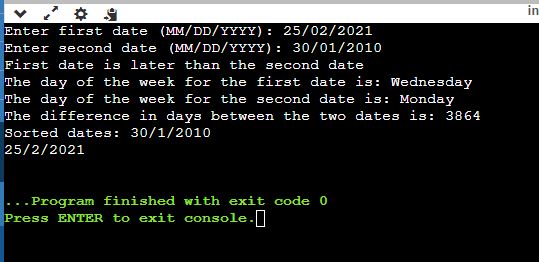 in
Enter first date (MM/DD/YYYY): 25/02/2021
Enter second date (MM/DD/YYYY): 30/01/2010
First date is later than the second date
The day of the week for the first date is: Wednesday
The day of the week for the second date is: Monday
The difference in days between the two dates is: 3864
Sorted dates: 30/1/2010
25/2/2021
...Program finished with exit code 0
Press ENTER to exit console.